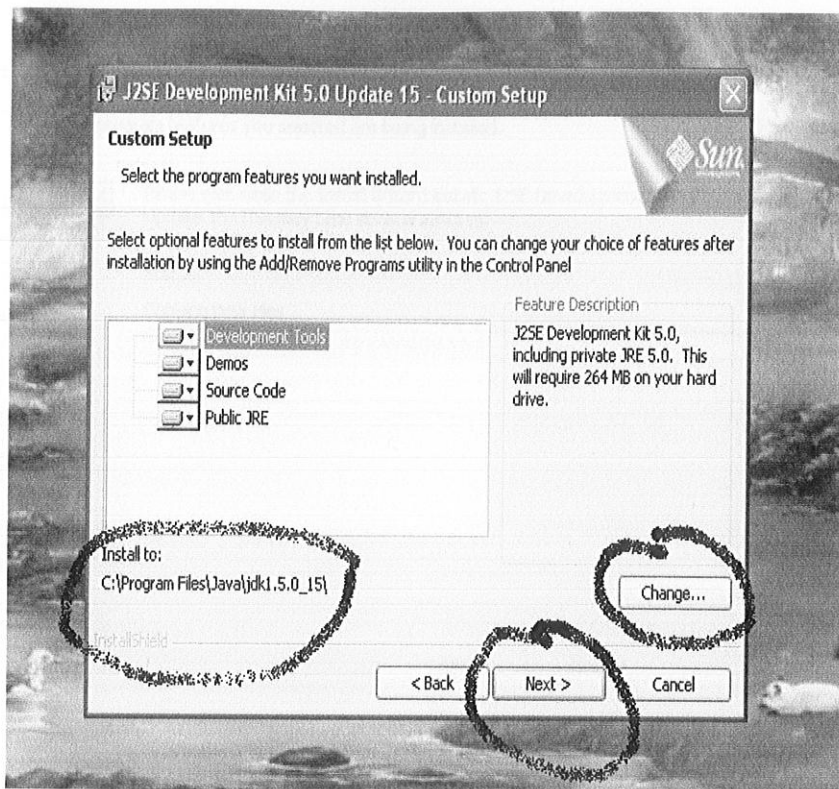 J2SE Development Kit 5.0 Update 15 - Custom Setup
Custom Setup
Select the program features you want installed.
Sun
Select optional features to install from the list below. You can change your choice of features after
installation by using the Add/Remove Programs utility in the Control Panel
Development Tools
Demos
Source Code
Public JRE
Feature Description
J2SE Development Kit 5.0,
including private JRE 5.0. This
will require 264 MB on your hard
drive.
Install to:
C:\Program Files\Java\jdk1.5.0_15\
Change...
InstallShield
< Back
Next >
Cancel